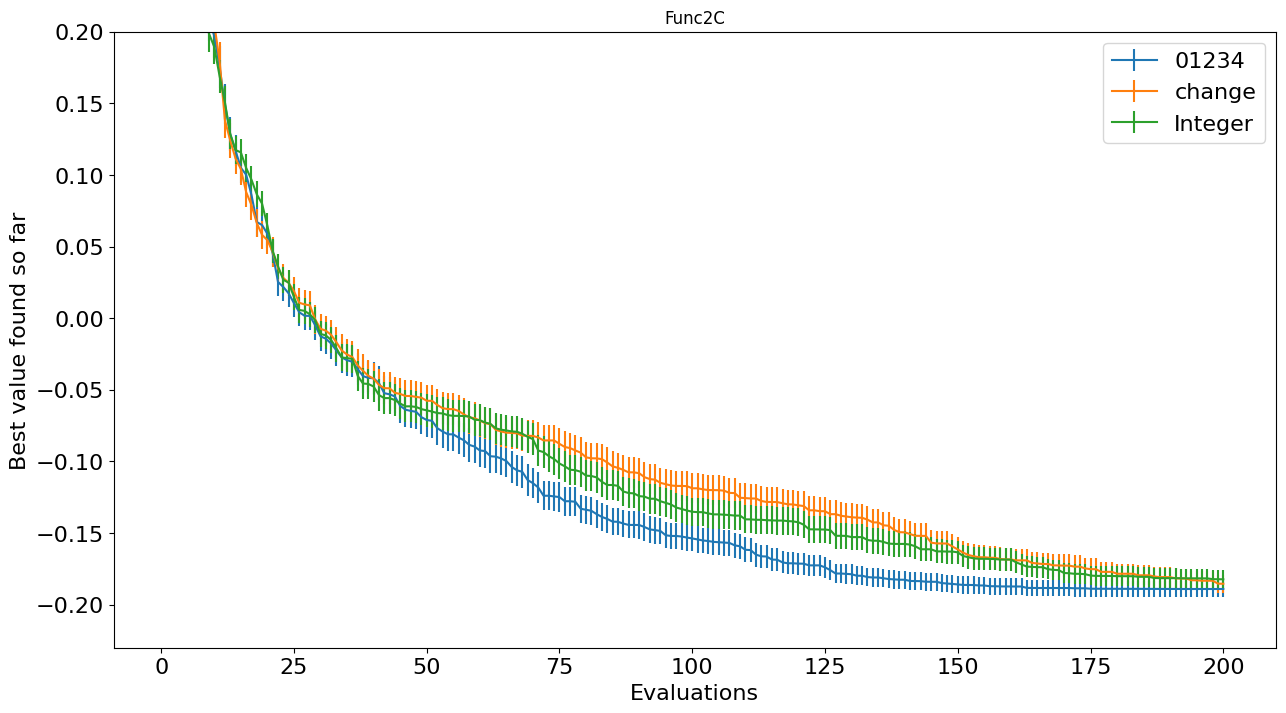 Func2C
01234
change
Integer
Best value found so far
0.20
0.15
0.10
0.05
0.00
−0.05
−0.10
−0.15
−0.20
0 25 50 75 100 125 150 175 200
Evaluations